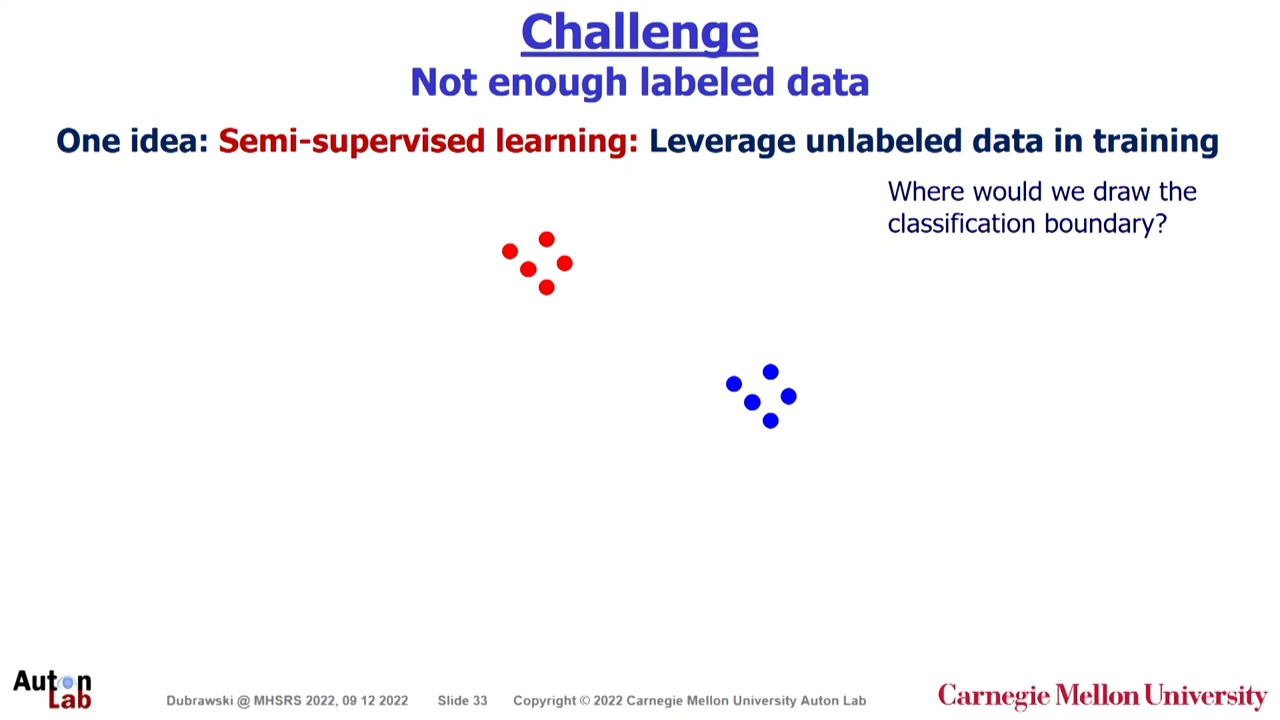 Challenge
Not enough labeled data
One idea: Semi-supervised learning: Leverage unlabeled data in training
Where would we draw the
classification boundary?
Auton
Lab
Dubrawski @ MHSRS 2022, 09 12 2022 Slide 33 Copyright © 2022 Carnegie Mellon University Auton Lab
Carnegie Mellon University